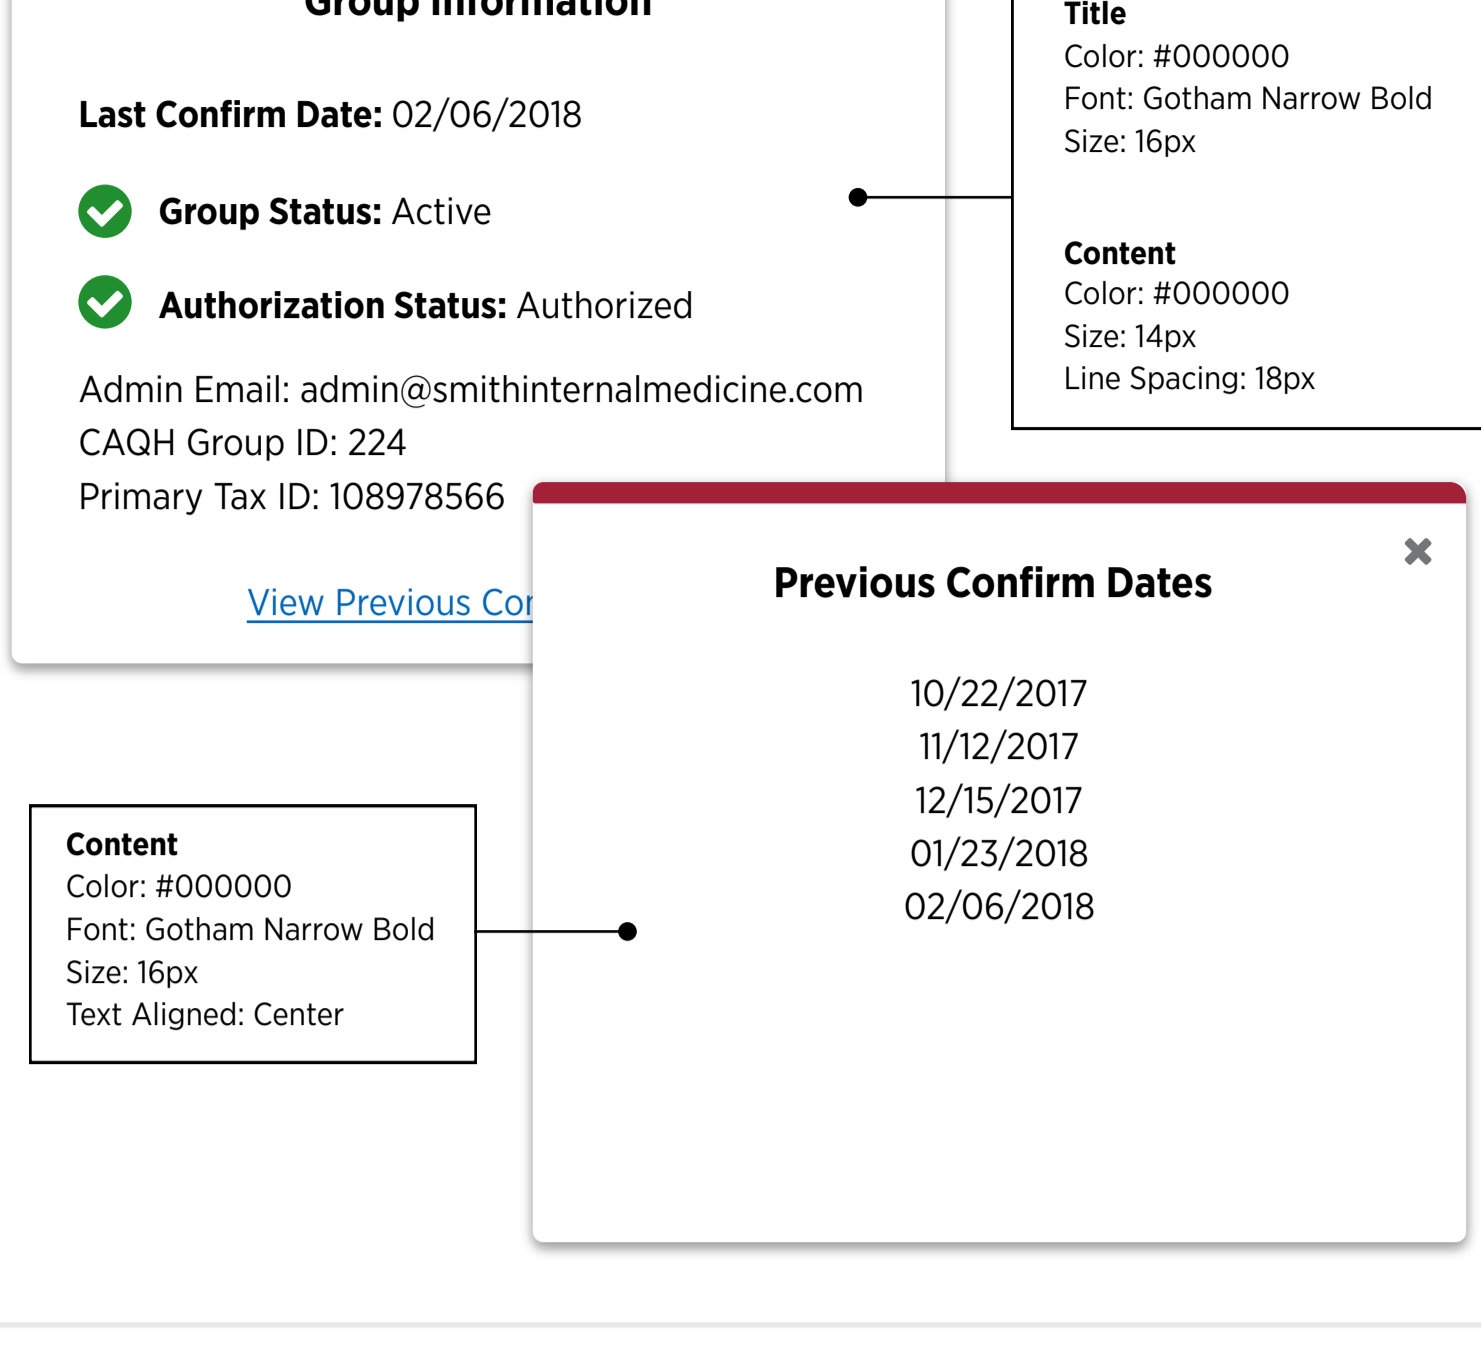 Group Information
Last Confirm Date: 02/06/2018
Group Status: Active
Authorization Status: Authorized
Admin Email: admin@smithinternalmedicine.com
CAQH Group ID: 224
Primary Tax ID: 108978566
View Previous
Title
Color: #000000
Font: Gotham Narrow Bold
Size: 16px
Content
Color: #000000
Size: 14px
Line Spacing: 18px
Previous Confirm Dates
10/22/2017
11/12/2017
12/15/2017
01/23/2018
02/06/2018
Content
Color: #000000
Font: Gotham Narrow Bold
Size: 16px
Text Aligned: Center